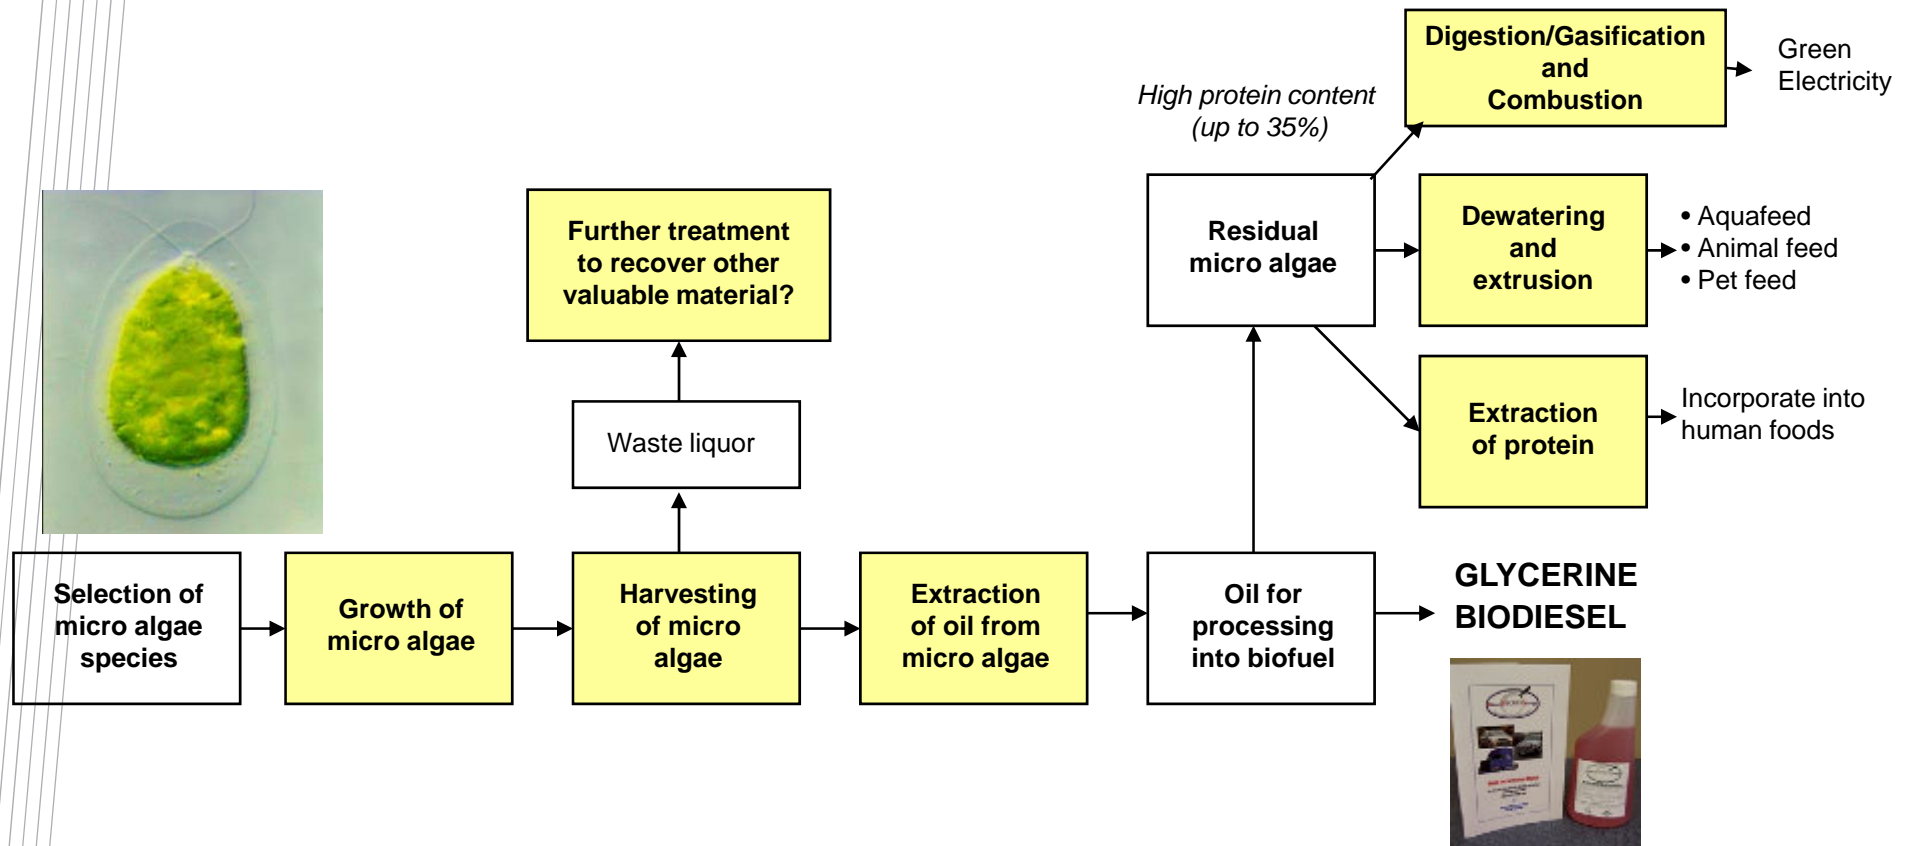 Digestion/Gasification
and
Combustion
Green
Electricity
High protein content
(up to 35%)
Further treatment
to recover other
valuable material?
Residual
micro algae
Dewatering
and
extrusion
• Aquafeed
• Animal feed
• Pet feed
Waste liquor
Extraction
of protein
Incorporate into
human foods
Selection of
micro algae
species
Growth of
micro algae
Harvesting
of micro
algae
Extraction
of oil from
micro algae
Oil for
processing
into biofuel
GLYCERINE
BIODIESEL